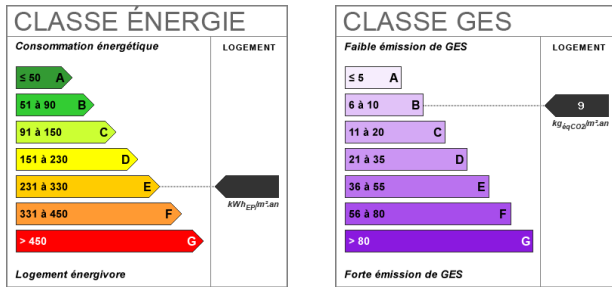 CLASSE ÉNERGIE
Consommation énergétique
LOGEMENT
≤ 50 A
51 à 90 B
91 à 150 C
151 à 230 D
231 à 330 E
kWhEP/m².an
331 à 450 F
> 450 G
Logement énergivore
CLASSE GES
Faible émission de GES
LOGEMENT
≤ 5 A
6 à 10 B
9
kgéqCO2/m².an
11 à 20 C
21 à 35 D
36 à 55 E
56 à 80 F
> 80 G
Forte émission de GES